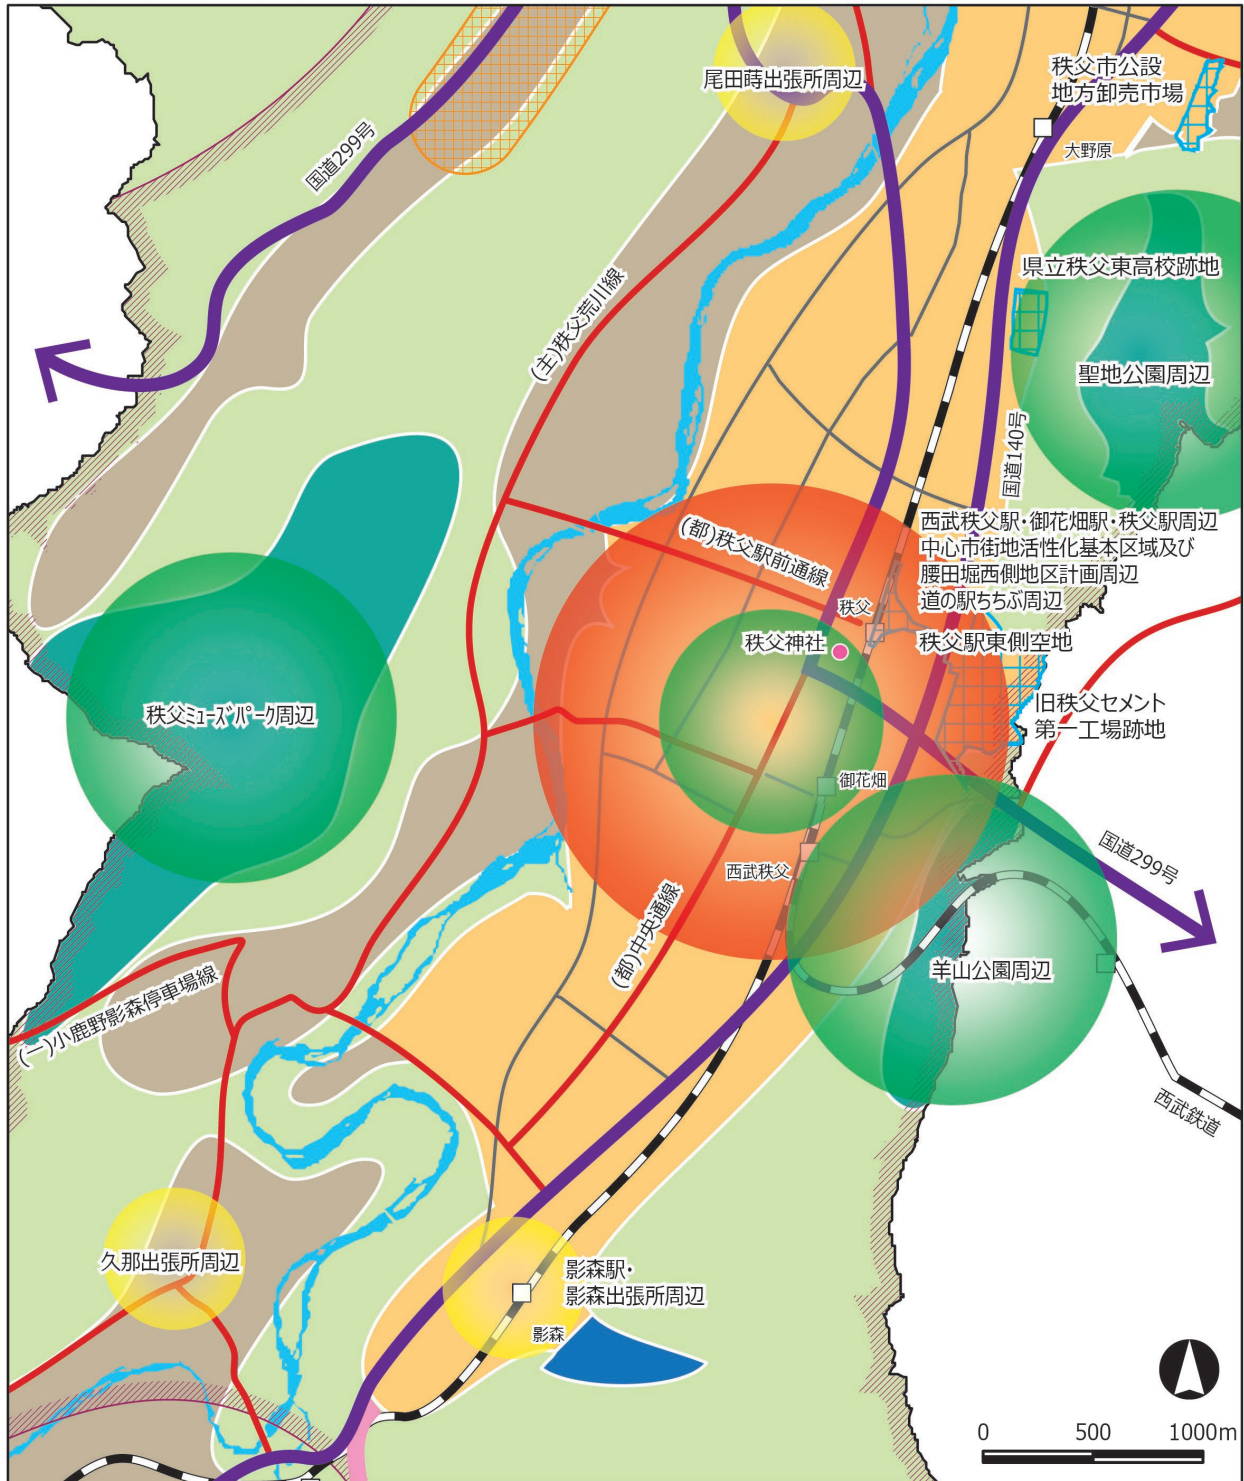 尾田蒔出張所周辺
秩父市公設
地方卸売市場
大野原
国道299号
県立秩父東高校跡地
(主)秩父荒川線
聖地公園周辺
国道140号
西武秩父駅・御花畑駅・秩父駅周辺
中心市街地活性化基本区域及び
腰田堀西側地区計画周辺
道の駅ちちぶ周辺
(都)秩父駅前通線
秩父
秩父神社
秩父駅東側空地
旧秩父セメント
第一工場跡地
秩父ﾐｭｰｽﾞﾊﾟｰｸ周辺
御花畑
国道299号
西武秩父
(都)中央通線
羊山公園周辺
(一)小鹿野影森停車場線
西武鉄道
久那出張所周辺
影森駅・
影森出張所周辺
影森
0 500 1000m